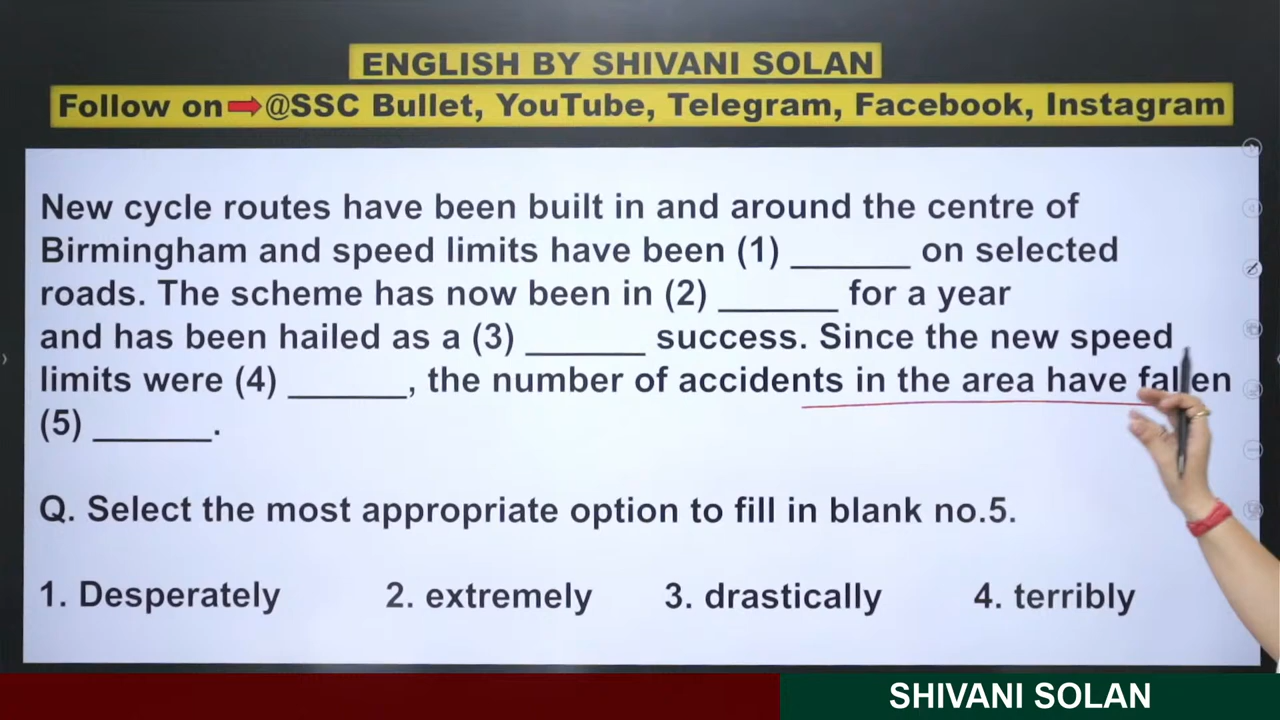 ENGLISH BY SHIVANI SOLAN
Follow on➡@SSC Bullet, YouTube, Telegram, Facebook, Instagram
New cycle routes have been built in and around the centre of
Birmingham and speed limits have been (1) _______ on selected
roads. The scheme has now been in (2) _______ for a year
and has been hailed as a (3) _______ success. Since the new speed
limits were (4) _______, the number of accidents in the area have fallen
(5) _______.
Q. Select the most appropriate option to fill in blank no.5.
1. Desperately 2. extremely 3. drastically 4. terribly
SHIVANI SOLAN